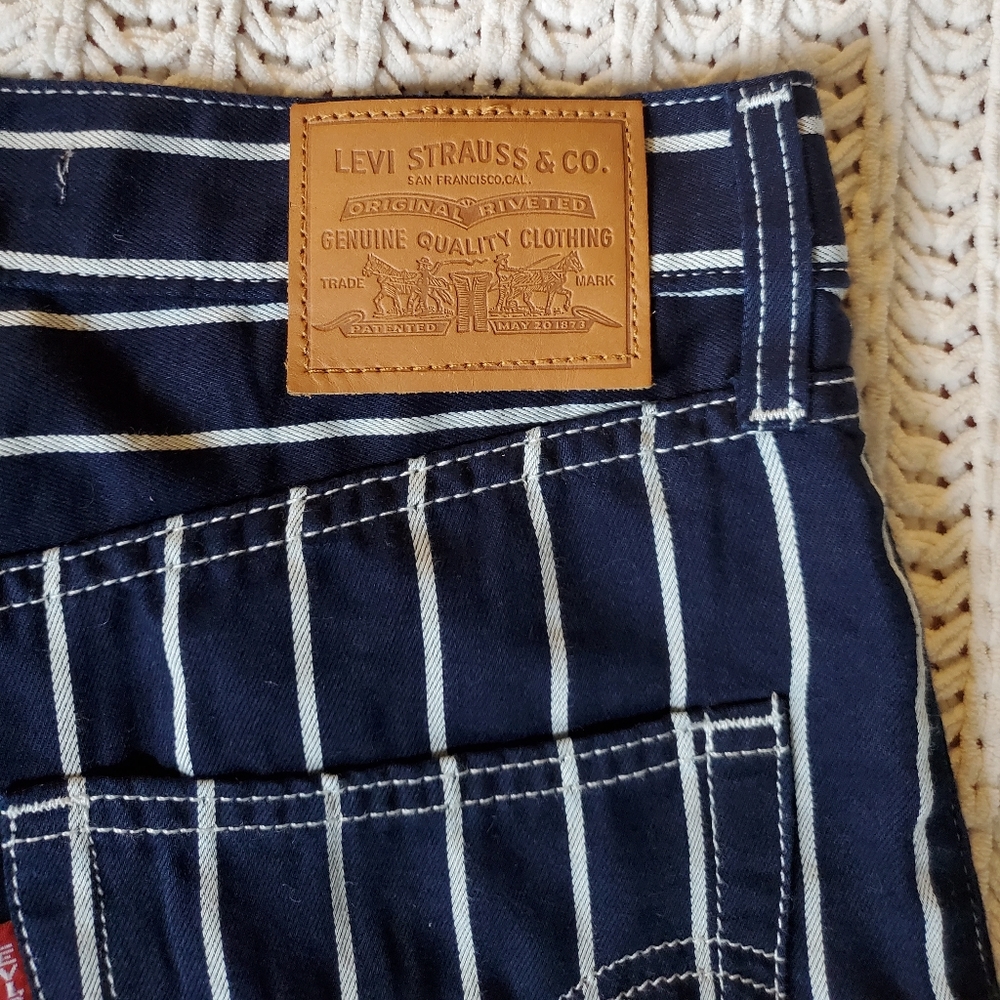 LEVI STRAUSS & CO.
SAN FRANCISCO, CAL.
ORIGINAL RIVETED
GENUINE QUALITY CLOTHING
TRADE MARK
PATENTED MAY 20 1873